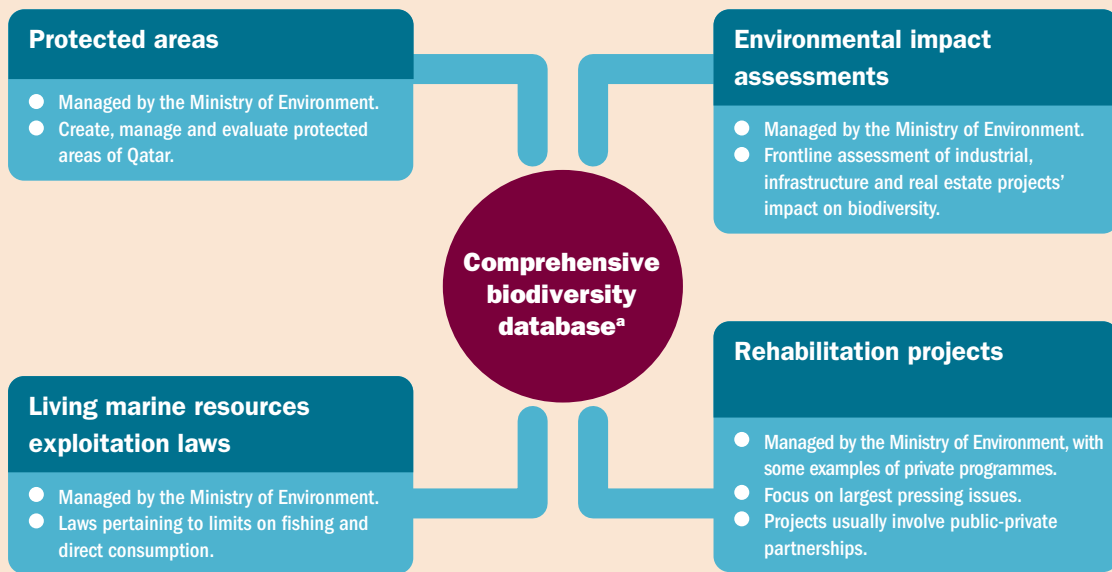 Protected areas
● Managed by the Ministry of Environment.
● Create, manage and evaluate protected
areas of Qatar.
Environmental impact
assessments
● Managed by the Ministry of Environment.
● Frontline assessment of industrial,
infrastructure and real estate projects’
impact on biodiversity.
Comprehensive
biodiversity
databaseᵃ
Living marine resources
exploitation laws
● Managed by the Ministry of Environment.
● Laws pertaining to limits on fishing and
direct consumption.
Rehabilitation projects
● Managed by the Ministry of Environment, with
some examples of private programmes.
● Focus on largest pressing issues.
● Projects usually involve public-private
partnerships.